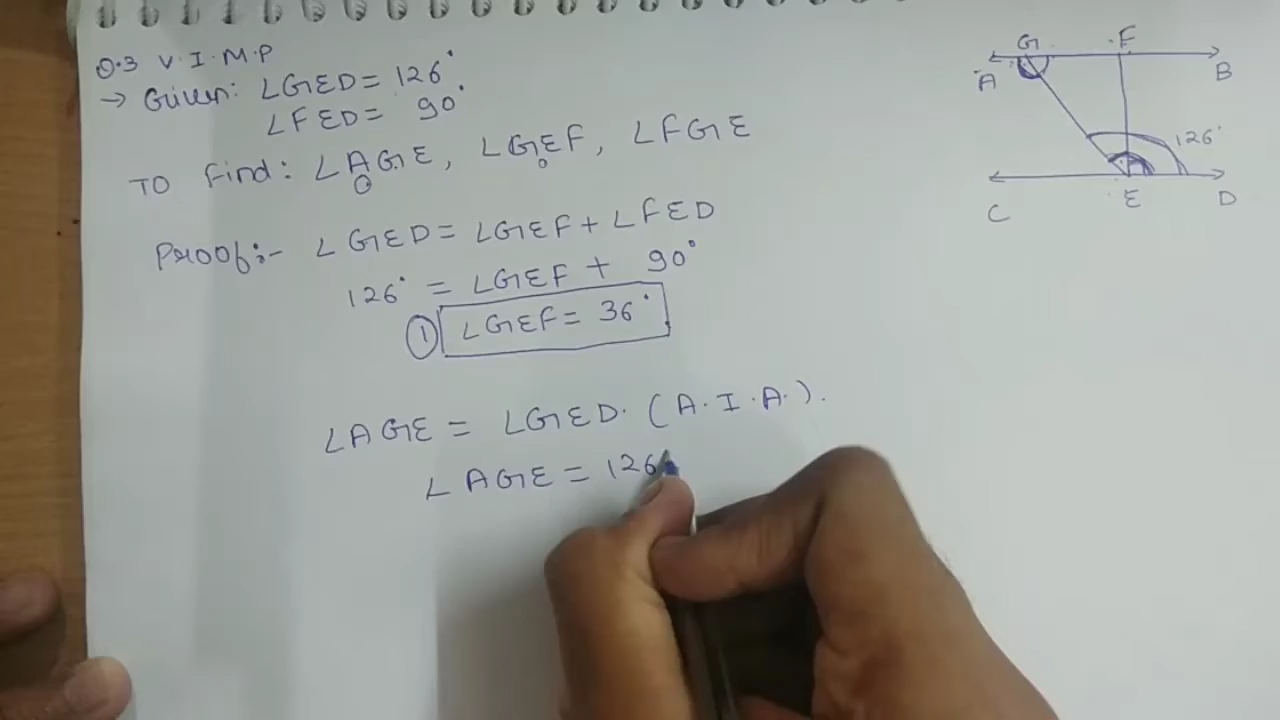 Q.3 V.I.M.P
→ Given: ∠GED = 126°
∠FED = 90°
To find: ∠AGE, ∠GEF, ∠FGE
Proof:- ∠GED = ∠GEF + ∠FED
126° = ∠GEF + 90°
① ∠GEF = 36°
∠AGE = ∠GED. (A.I.A.).
∠AGE = 126
G F
A B
126°
C E D